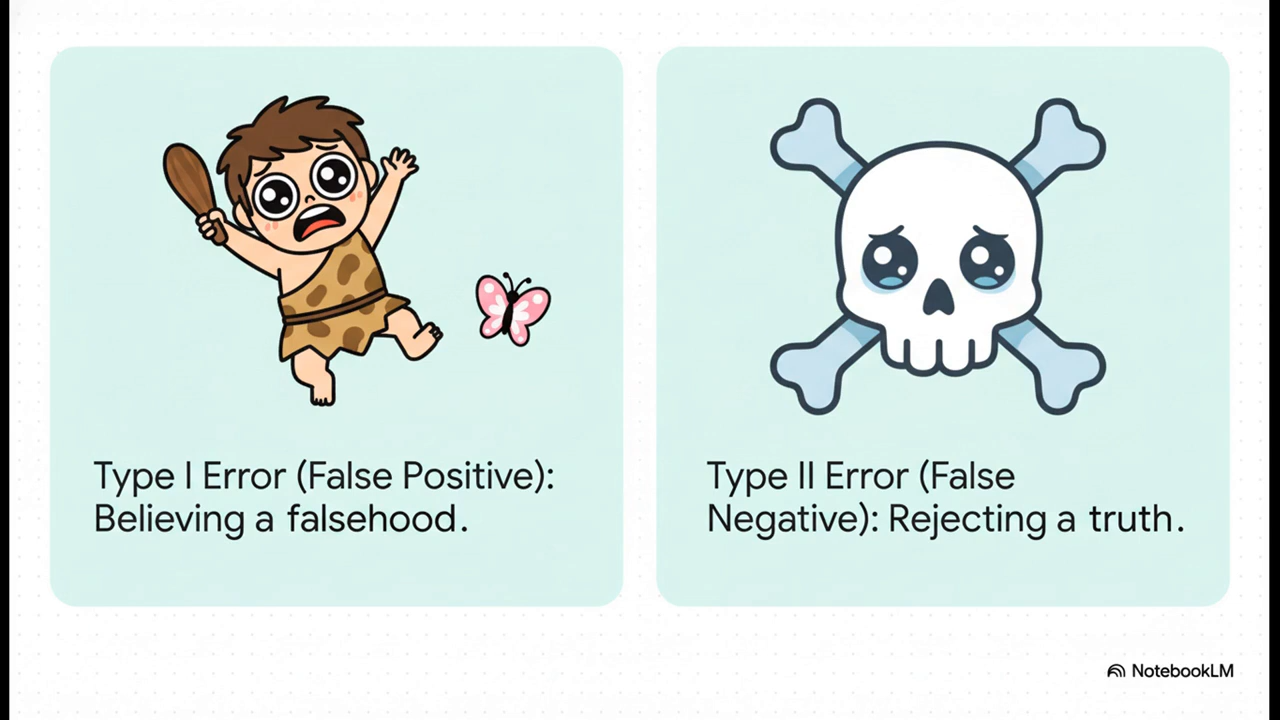 Type I Error (False Positive):
Believing a falsehood.
Type II Error (False
Negative): Rejecting a truth.
NotebookLM